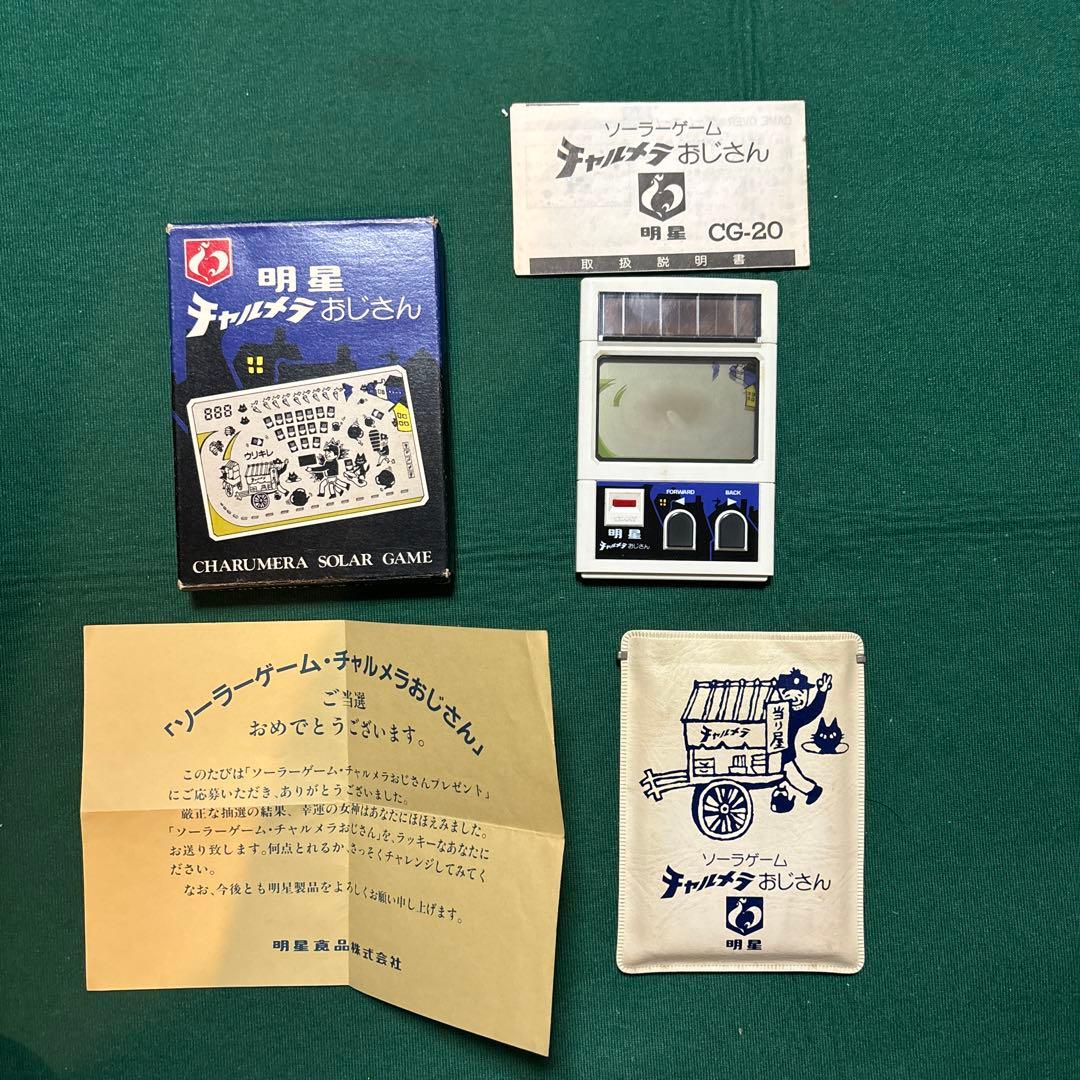 ソーラーゲーム
チャルメラおじさん
明星 CG-20
取扱説明書
明星
チャルメラおじさん
ウリキレ
CHARUMERA SOLAR GAME
FORWARD BACK
明星
チャルメラおじさん
「ソーラーゲーム・チャルメラおじさん」
ご当選
おめでとうございます。
このたびは「ソーラーゲーム・チャルメラおじさんプレゼント」
にご応募いただき、ありがとうございました。
厳正な抽選の結果、幸運の女神はあなたにほほえみました。
「ソーラーゲーム・チャルメラおじさん」を、ラッキーなあなたに
お送り致します。何点とれるか、さっそくチャレンジしてみてく
ださい。
なお、今後とも明星製品をよろしくお願い申し上げます。
明星食品株式会社
当り屋
チャルメラ
ソーラゲーム
チャルメラおじさん
明星